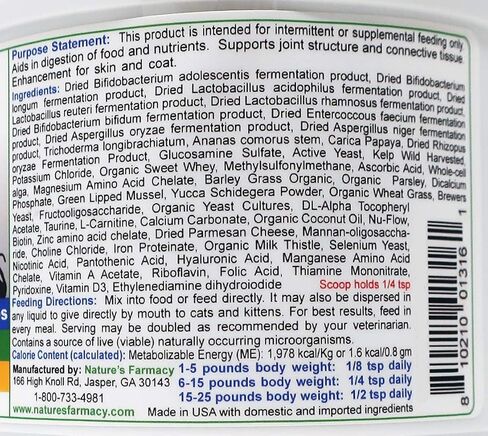 Purpose Statement: This product is intended for intermittent or supplemental feeding only.
Aids in digestion of food and nutrients. Supports joint structure and connective tissue.
Enhancement for skin and coat.
Ingredients: Dried Bifidobacterium adolescentis fermentation product, Dried Bifidobacterium
longum fermentation product, Dried Lactobacillus acidophilus fermentation product, Dried
Lactobacillus reuteri fermentation product, Dried Lactobacillus rhamnosus fermentation product,
Dried Bifidobacterium bifidum fermentation product, Dried Enterococcus faecium fermentation
product, Dried Aspergillus oryzae fermentation product, Dried Aspergillus niger fermentation
product, Trichoderma longibrachiatum, Ananas comorus stem, Carica Papaya, Dried Rhizopus
oryzae Fermentation Product, Glucosamine Sulfate, Active Yeast, Kelp Wild Harvested,
Potassium Chloride, Organic Sweet Whey, Methylsulfonylmethane, Ascorbic Acid, Whole-cell
alga, Magnesium Amino Acid Chelate, Barley Grass Organic, Organic Parsley, Dicalcium
Phosphate, Green Lipped Mussel, Yucca Schidegera Powder, Organic Wheat Grass, Brewers
Yeast, Fructooligosaccharide, Organic Yeast Cultures, DL-Alpha Tocopheryl
Acetate, Taurine, L-Carnitine, Calcium Carbonate, Organic Coconut Oil, Nu-Flow,
Biotin, Zinc amino acid chelate, Dried Parmesan Cheese, Mannan-oligosaccha-
ride, Choline Chloride, Iron Proteinate, Organic Milk Thistle, Selenium Yeast,
Nicotinic Acid, Pantothenic Acid, Hyaluronic Acid, Manganese Amino Acid
Chelate, Vitamin A Acetate, Riboflavin, Folic Acid, Thiamine Mononitrate,
Pyridoxine, Vitamin D3, Ethylenediamine dihydroiodide Scoop holds 1/4 tsp
Feeding Directions: Mix into food or feed directly. It may also be dispersed in
any liquid to give directly by mouth to cats and kittens. For best results, feed in
every meal. Serving may be doubled as recommended by your veterinarian.
Contains a source of live (viable) naturally occurring microorganisms.
Calorie Content (calculated): Metabolizable Energy (ME): 1,978 kcal/Kg or 1.6 kcal/0.8 gm
Manufactured by: Nature's Farmacy 1-5 pounds body weight: 1/8 tsp daily
166 High Knoll Rd, Jasper, GA 30143 6-15 pounds body weight: 1/4 tsp daily
1-800-733-4981 15-25 pounds body weight: 1/2 tsp daily
www.naturesfarmacy.com Made in USA with domestic and imported ingredients
8 10210 01316 1
S